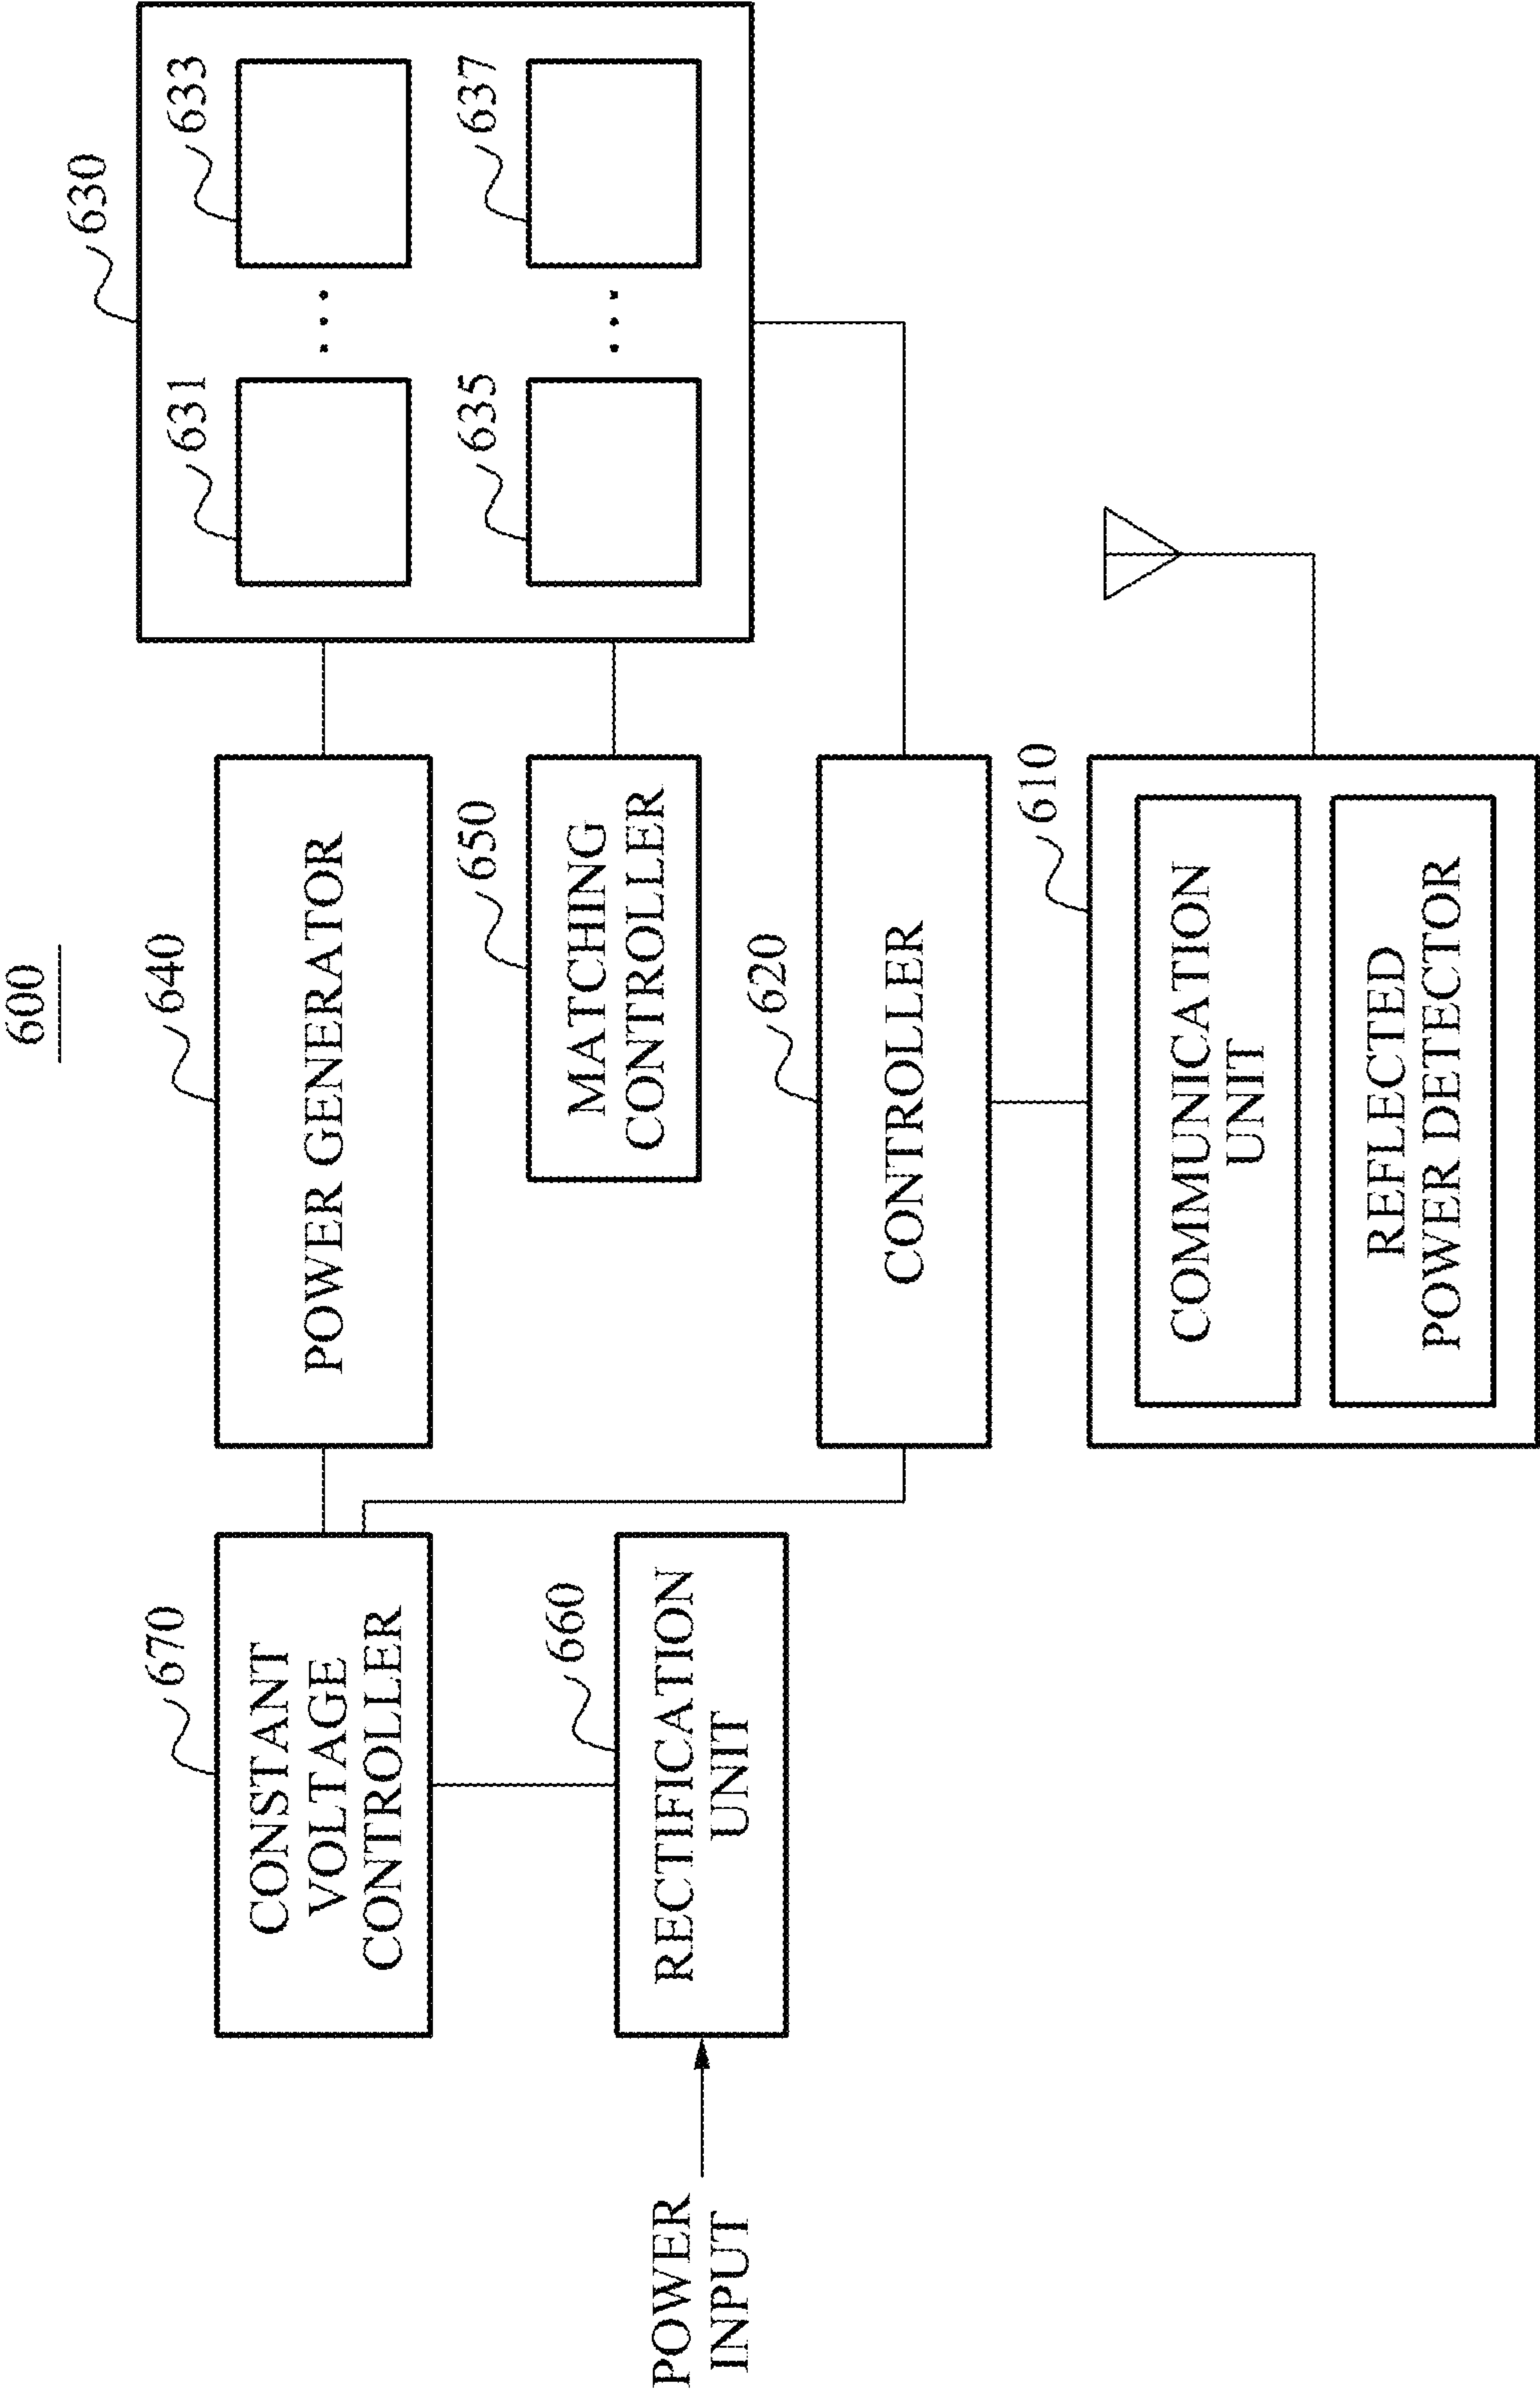 600
670
CONSTANT
VOLTAGE
CONTROLLER
640
POWER GENERATOR
630
631
633
635
637
650
MATCHING
CONTROLLER
POWER
INPUT
660
RECTIFICATION
UNIT
620
CONTROLLER
610
COMMUNICATION
UNIT
REFLECTED
POWER DETECTOR